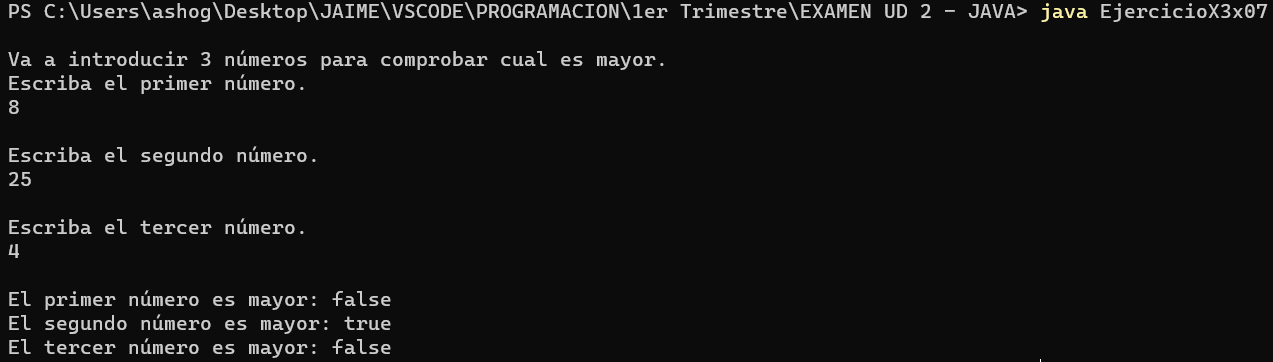 PS C:\Users\ashog\Desktop\JAIME\VSCODE\PROGRAMACION\1er Trimestre\EXAMEN UD 2 - JAVA> java EjercicioX3x07
Va a introducir 3 números para comprobar cual es mayor.
Escriba el primer número.
8
Escriba el segundo número.
25
Escriba el tercer número.
4
El primer número es mayor: false
El segundo número es mayor: true
El tercer número es mayor: false